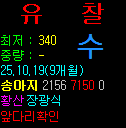 유 찰
최저 : 340
수
중량 : -
25.10.19(9개월)
송아지 2156 7150 0
황산 장광식
앞다리확인